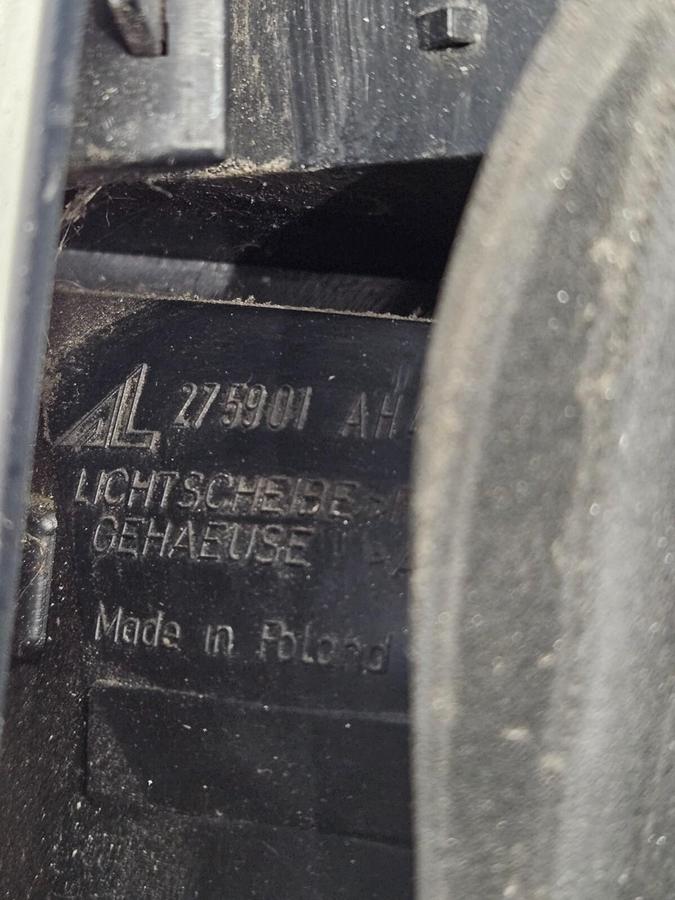 AL 275901 AH
LICHTSCHEIBE
GEHAEUSE
Made in Poland